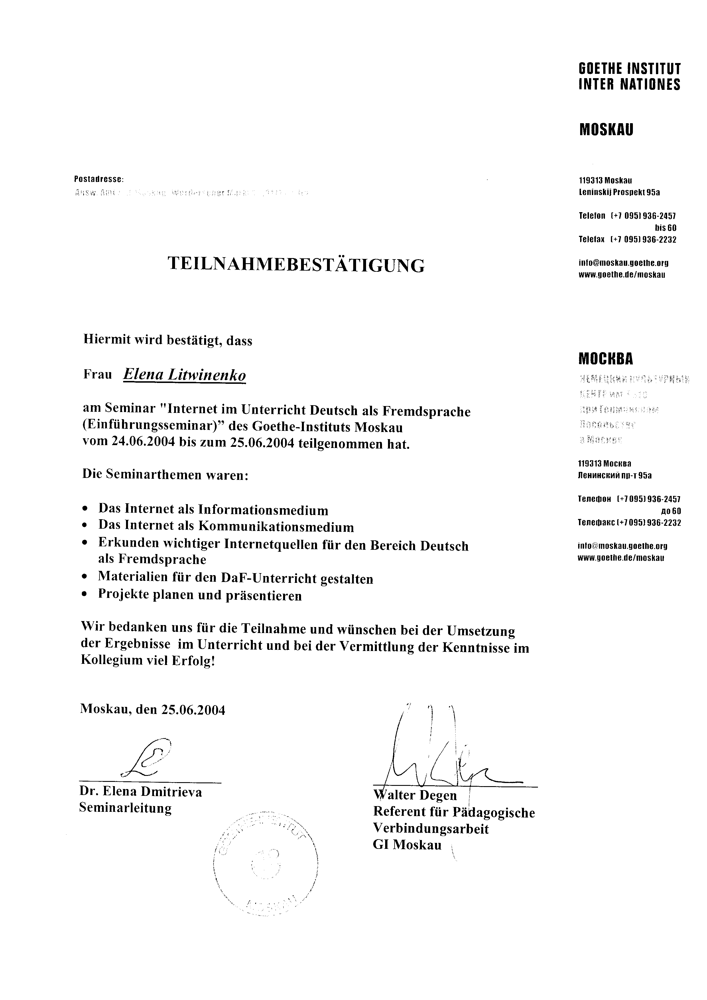 GOETHE INSTITUT
INTER NATIONES
MOSKAU
Postadresse:
119313 Moskau
Leninskij Prospekt 95a
Telefon (+7 095) 936-2457
bis 60
Telefax (+7 095) 936-2232
info@moskau.goethe.org
www.goethe.de/moskau
TEILNAHMEBESTÄTIGUNG
Hiermit wird bestätigt, dass
Frau Elena Litwinenko
am Seminar "Internet im Unterricht Deutsch als Fremdsprache
(Einführungsseminar)” des Goethe-Instituts Moskau
vom 24.06.2004 bis zum 25.06.2004 teilgenommen hat.
Die Seminarthemen waren:
• Das Internet als Informationsmedium
• Das Internet als Kommunikationsmedium
• Erkunden wichtiger Internetquellen für den Bereich Deutsch
als Fremdsprache
• Materialien für den DaF-Unterricht gestalten
• Projekte planen und präsentieren
Wir bedanken uns für die Teilnahme und wünschen bei der Umsetzung
der Ergebnisse im Unterricht und bei der Vermittlung der Kenntnisse im
Kollegium viel Erfolg!
Moskau, den 25.06.2004
Dr. Elena Dmitrieva
Seminarleitung
Walter Degen
Referent für Pädagogische
Verbindungsarbeit
GI Moskau
GOETHE-INSTITUT
MOSKAU
МОСКВА
НЕМЕЦКИЙ КУЛЬТУРНЫЙ
ЦЕНТР им. Гете
при Германском
Посольстве
в Москве
119313 Москва
Ленинский пр-т 95а
Телефон (+7 095) 936-2457
до 60
Телефакс (+7 095) 936-2232
info@moskau.goethe.org
www.goethe.de/moskau